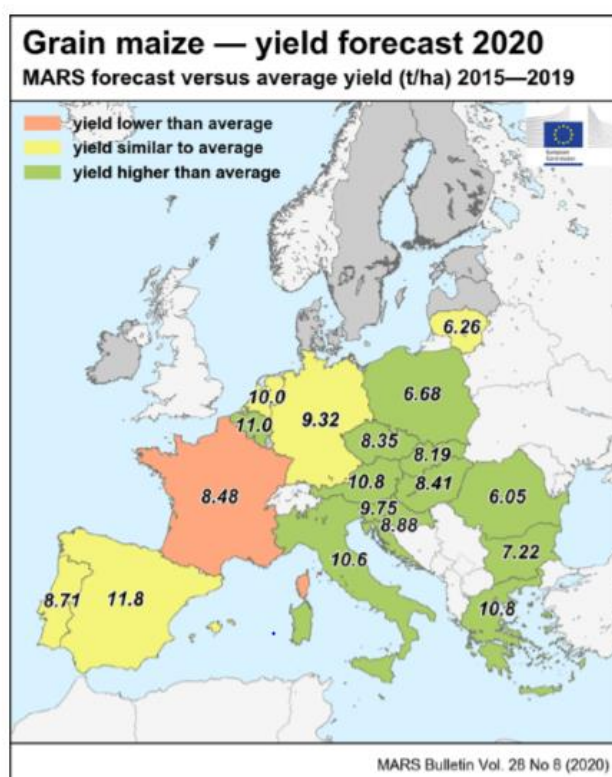 Grain maize — yield forecast 2020
MARS forecast versus average yield (t/ha) 2015—2019
yield lower than average
yield similar to average
yield higher than average
European
Commission
6.26
10.0
6.68
11.0
9.32
8.35
8.19
10.8
8.41
8.48
9.75
6.05
8.88
10.6
7.22
8.71
11.8
10.8
MARS Bulletin Vol. 28 No 8 (2020)